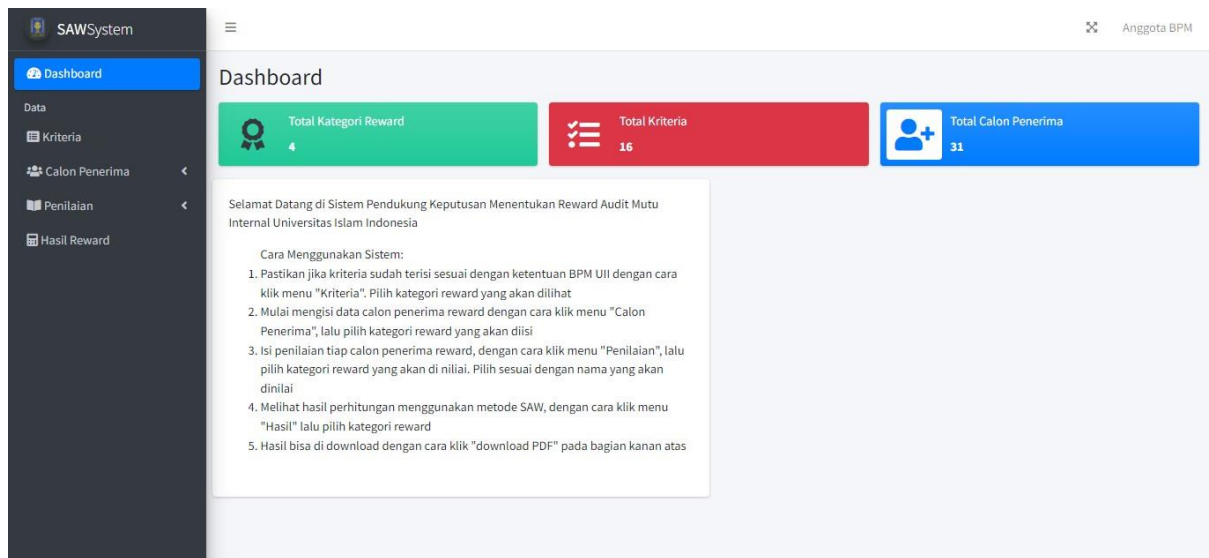 SAWSystem
Anggota BPM
Dashboard
Data
Kriteria
Calon Penerima
Penilaian
Hasil Reward
Dashboard
Total Kategori Reward
4
Total Kriteria
16
Total Calon Penerima
31
Selamat Datang di Sistem Pendukung Keputusan Menentukan Reward Audit Mutu
Internal Universitas Islam Indonesia
Cara Menggunakan Sistem:
1. Pastikan jika kriteria sudah terisi sesuai dengan ketentuan BPM UII dengan cara
klik menu "Kriteria". Pilih kategori reward yang akan dilihat
2. Mulai mengisi data calon penerima reward dengan cara klik menu "Calon
Penerima", lalu pilih kategori reward yang akan diisi
3. Isi penilaian tiap calon penerima reward, dengan cara klik menu "Penilaian", lalu
pilih kategori reward yang akan di niliai. Pilih sesuai dengan nama yang akan
dinilai
4. Melihat hasil perhitungan menggunakan metode SAW, dengan cara klik menu
"Hasil" lalu pilih kategori reward
5. Hasil bisa di download dengan cara klik "download PDF" pada bagian kanan atas